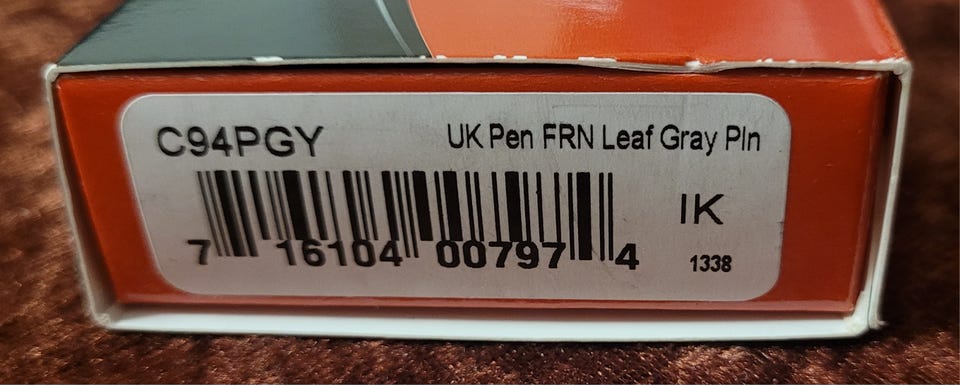 C94PGY
UK Pen FRN Leaf Gray Pln
IK
7 16104 00797 4
1338